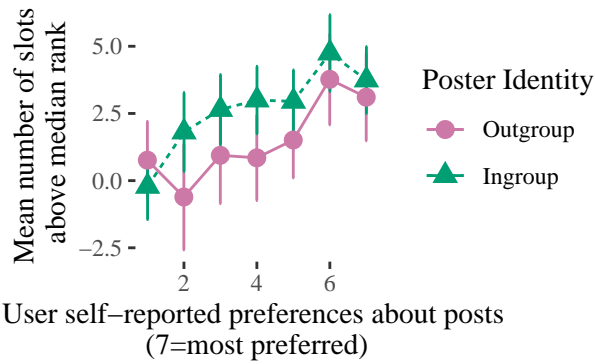 Mean number of slots
above median rank
5.0
2.5
0.0
−2.5
2
4
6
User self−reported preferences about posts
(7=most preferred)
Poster Identity
Outgroup
Ingroup